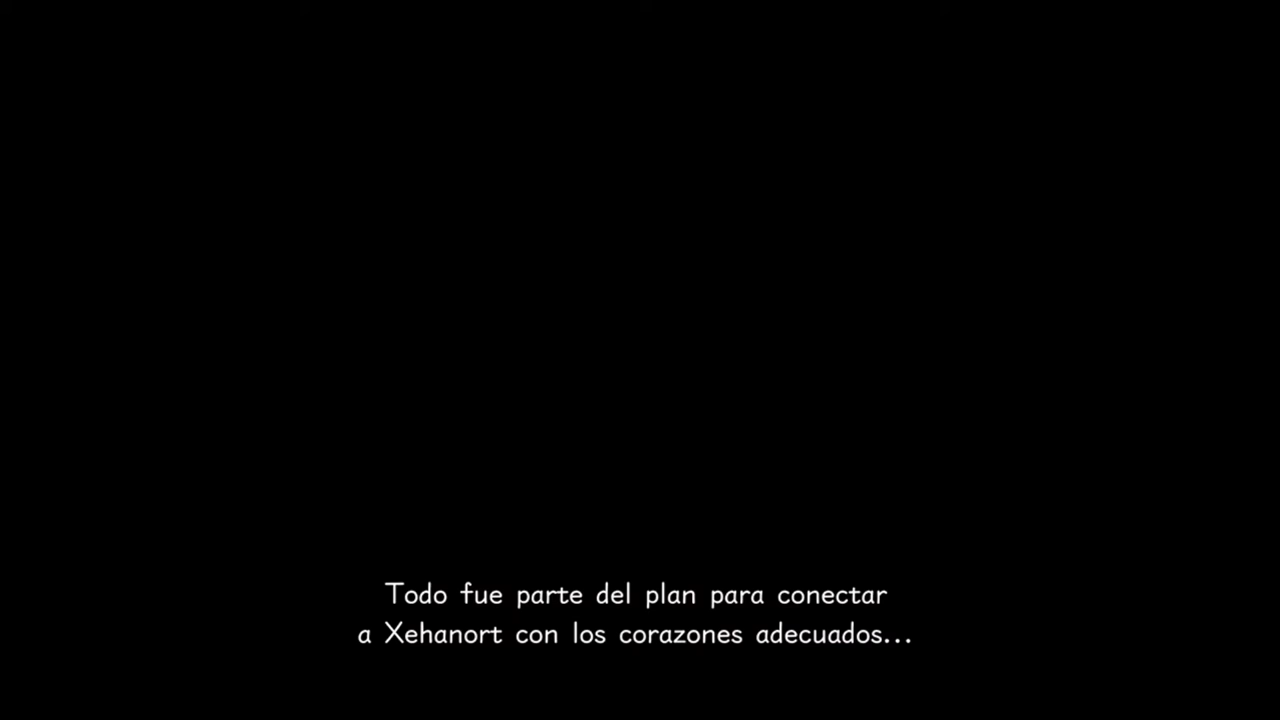 Todo fue parte del plan para conectar
a Xehanort con los corazones adecuados...